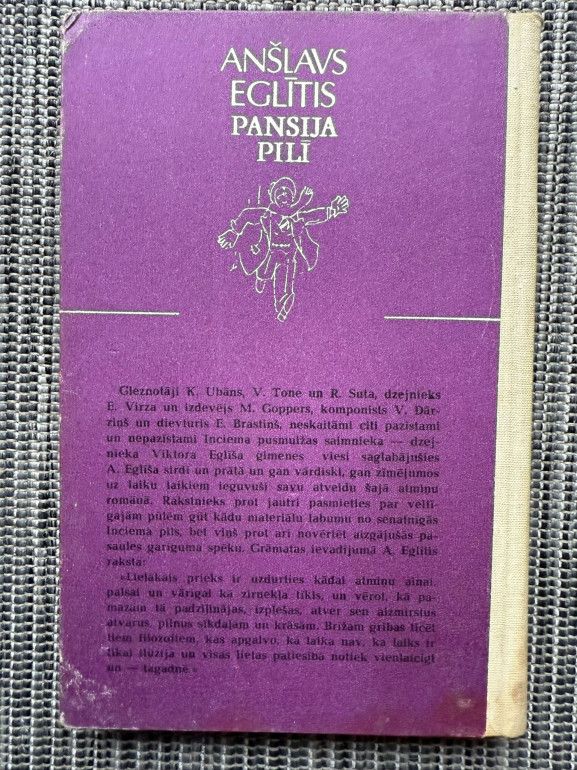 ANŠLAVS
EGLĪTIS
PANSIJA
PILĪ
Gleznotāji K. Ubāns, V. Tone un R. Suta, dzejnieks
E. Virza un izdevējs M. Goppers, komponists V. Dār-
ziņš un dievturis E. Brastiņš, neskaitāmi citi pazīstami
un nepazīstami Inciema pusmuižas saimnieka — dzej-
nieka Viktora Eglīša ģimenes viesi saglabājušies
A. Eglīša sirdī un prātā un gan vārdiski, gan zīmējumos
uz laiku laikiem ieguvuši savu atveidu šajā atmiņu
romānā. Rakstnieks prot jautri pasmieties par veltī-
gajām pūlēm gūt kādu materiālu labumu no senatnīgās
Inciema pils, bet viņš prot arī novērtēt aizgājušās pa-
saules garīguma spēku. Grāmatas ievadījumā A. Eglītis
raksta:
«Lielākais prieks ir uzdurties kādai atmiņu ainai,
palsai un vārīgai kā zirnekļa tīkls, un vērot, kā pa-
mazām tā padziļinājas, izplešas, atver sen aizmirstus
atvarus, pilnus sīkdaļām un krāsām. Brīžam gribas ticēt
tiem filozofiem, kas apgalvo, ka laika nav, ka laiks ir
tikai ilūzija un visas lietas patiesībā notiek vienlaicīgi
un — tagadnē.»